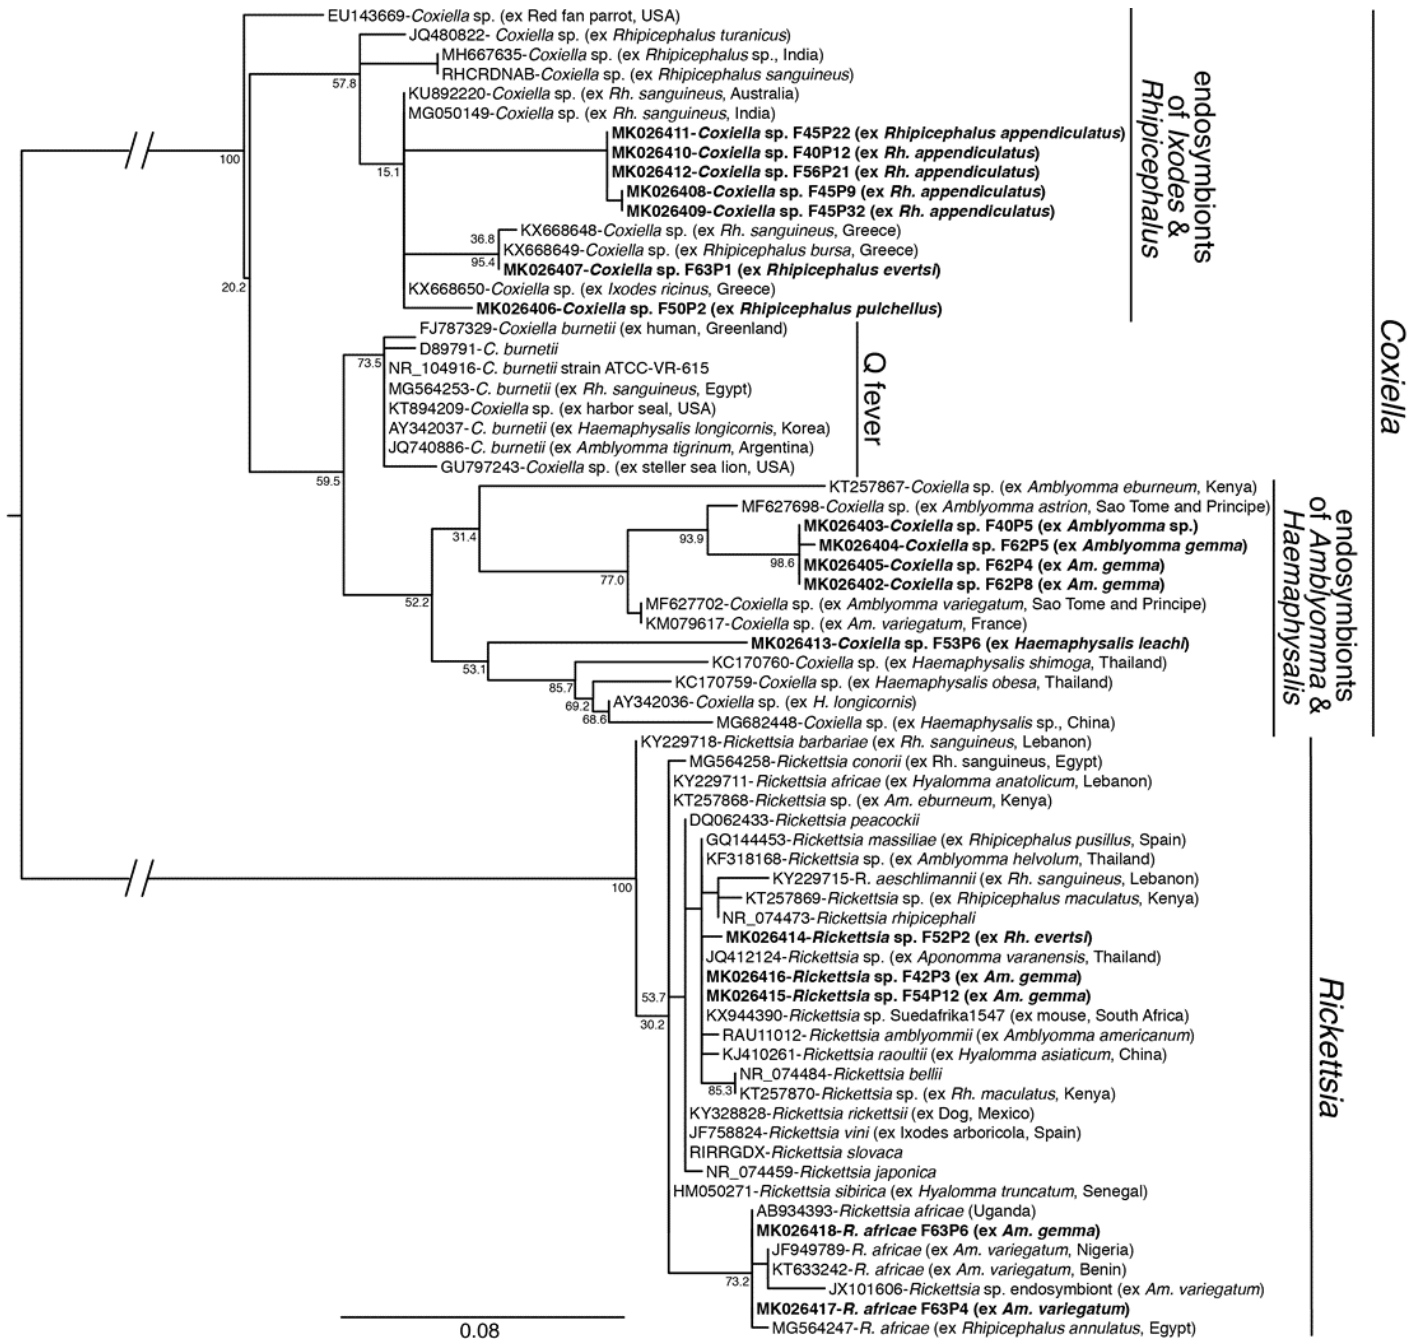 EU143669-Coxiella sp. (ex Red fan parrot, USA)
JQ480822- Coxiella sp. (ex Rhipicephalus turanicus)
MH667635-Coxiella sp. (ex Rhipicephalus sp., India)
RHCRDNAB-Coxiella sp. (ex Rhipicephalus sanguineus)
57.8
KU892220-Coxiella sp. (ex Rh. sanguineus, Australia)
MG050149-Coxiella sp. (ex Rh. sanguineus, India)
MK026411-Coxiella sp. F45P22 (ex Rhipicephalus appendiculatus)
MK026410-Coxiella sp. F40P12 (ex Rh. appendiculatus)
100
MK026412-Coxiella sp. F56P21 (ex Rh. appendiculatus)
15.1
MK026408-Coxiella sp. F45P9 (ex Rh. appendiculatus)
MK026409-Coxiella sp. F45P32 (ex Rh. appendiculatus)
KX668648-Coxiella sp. (ex Rh. sanguineus, Greece)
36.8
KX668649-Coxiella sp. (ex Rhipicephalus bursa, Greece)
95.4
MK026407-Coxiella sp. F63P1 (ex Rhipicephalus evertsi)
20.2
KX668650-Coxiella sp. (ex Ixodes ricinus, Greece)
MK026406-Coxiella sp. F50P2 (ex Rhipicephalus pulchellus)
endosymbionts
of Ixodes &
Rhipicephalus
FJ787329-Coxiella burnetii (ex human, Greenland)
D89791-C. burnetii
73.5
NR_104916-C. burnetii strain ATCC-VR-615
MG564253-C. burnetii (ex Rh. sanguineus, Egypt)
KT894209-Coxiella sp. (ex harbor seal, USA)
AY342037-C. burnetii (ex Haemaphysalis longicornis, Korea)
JQ740886-C. burnetii (ex Amblyomma tigrinum, Argentina)
GU797243-Coxiella sp. (ex steller sea lion, USA)
Q fever
59.5
KT257867-Coxiella sp. (ex Amblyomma eburneum, Kenya)
MF627698-Coxiella sp. (ex Amblyomma astrion, Sao Tome and Principe)
MK026403-Coxiella sp. F40P5 (ex Amblyomma sp.)
31.4
93.9
MK026404-Coxiella sp. F62P5 (ex Amblyomma gemma)
98.6
MK026405-Coxiella sp. F62P4 (ex Am. gemma)
77.0
MK026402-Coxiella sp. F62P8 (ex Am. gemma)
52.2
MF627702-Coxiella sp. (ex Amblyomma variegatum, Sao Tome and Principe)
KM079617-Coxiella sp. (ex Am. variegatum, France)
MK026413-Coxiella sp. F53P6 (ex Haemaphysalis leachi)
53.1
KC170760-Coxiella sp. (ex Haemaphysalis shimoga, Thailand)
85.7
KC170759-Coxiella sp. (ex Haemaphysalis obesa, Thailand)
69.2
AY342036-Coxiella sp. (ex H. longicornis)
68.6
MG682448-Coxiella sp. (ex Haemaphysalis sp., China)
endosymbionts
of Amblyomma &
Haemaphysalis
Coxiella
KY229718-Rickettsia barbariae (ex Rh. sanguineus, Lebanon)
MG564258-Rickettsia conorii (ex Rh. sanguineus, Egypt)
KY229711-Rickettsia africae (ex Hyalomma anatolicum, Lebanon)
KT257868-Rickettsia sp. (ex Am. eburneum, Kenya)
DQ062433-Rickettsia peacockii
GQ144453-Rickettsia massiliae (ex Rhipicephalus pusillus, Spain)
KF318168-Rickettsia sp. (ex Amblyomma helvolum, Thailand)
KY229715-R. aeschlimannii (ex Rh. sanguineus, Lebanon)
100
KT257869-Rickettsia sp. (ex Rhipicephalus maculatus, Kenya)
NR_074473-Rickettsia rhipicephali
MK026414-Rickettsia sp. F52P2 (ex Rh. evertsi)
JQ412124-Rickettsia sp. (ex Aponomma varanensis, Thailand)
MK026416-Rickettsia sp. F42P3 (ex Am. gemma)
53.7
MK026415-Rickettsia sp. F54P12 (ex Am. gemma)
30.2
KX944390-Rickettsia sp. Suedafrika1547 (ex mouse, South Africa)
RAU11012-Rickettsia amblyommii (ex Amblyomma americanum)
KJ410261-Rickettsia raoultii (ex Hyalomma asiaticum, China)
NR_074484-Rickettsia bellii
85.3
KT257870-Rickettsia sp. (ex Rh. maculatus, Kenya)
KY328828-Rickettsia rickettsii (ex Dog, Mexico)
JF758824-Rickettsia vini (ex Ixodes arboricola, Spain)
RIRRGDX-Rickettsia slovaca
NR_074459-Rickettsia japonica
HM050271-Rickettsia sibirica (ex Hyalomma truncatum, Senegal)
AB934393-Rickettsia africae (Uganda)
MK026418-R. africae F63P6 (ex Am. gemma)
JF949789-R. africae (ex Am. variegatum, Nigeria)
KT633242-R. africae (ex Am. variegatum, Benin)
73.2
JX101606-Rickettsia sp. endosymbiont (ex Am. variegatum)
MK026417-R. africae F63P4 (ex Am. variegatum)
MG564247-R. africae (ex Rhipicephalus annulatus, Egypt)
Rickettsia
0.08